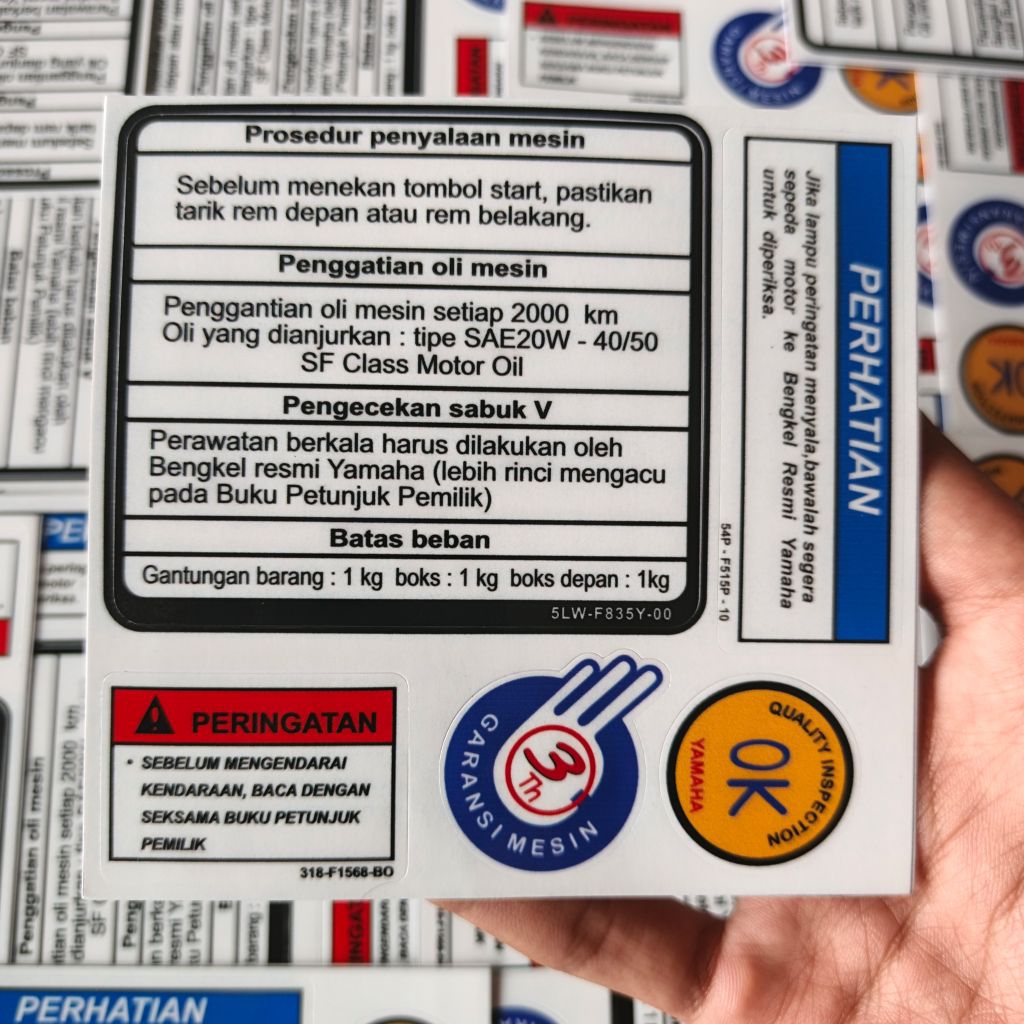 Prosedur penyalaan mesin
Sebelum menekan tombol start, pastikan
tarik rem depan atau rem belakang.
Penggatian oli mesin
Penggantian oli mesin setiap 2000 km
Oli yang dianjurkan : tipe SAE20W - 40/50
SF Class Motor Oil
Pengecekan sabuk V
Perawatan berkala harus dilakukan oleh
Bengkel resmi Yamaha (lebih rinci mengacu
pada Buku Petunjuk Pemilik)
Batas beban
Gantungan barang : 1 kg boks : 1 kg boks depan : 1kg
5LW-F835Y-00
PERHATIAN
Jika lampu peringatan menyala,bawalah segera
sepeda motor ke Bengkel Resmi Yamaha
untuk diperiksa.
54P - F515P - 10
PERINGATAN
• SEBELUM MENGENDARAI
KENDARAAN, BACA DENGAN
SEKSAMA BUKU PETUNJUK
PEMILIK
318-F1568-BO
GARANSI MESIN
3
Th
QUALITY INSPECTION
OK
YAMAHA
Penggatian oli mesin
PERHATIAN